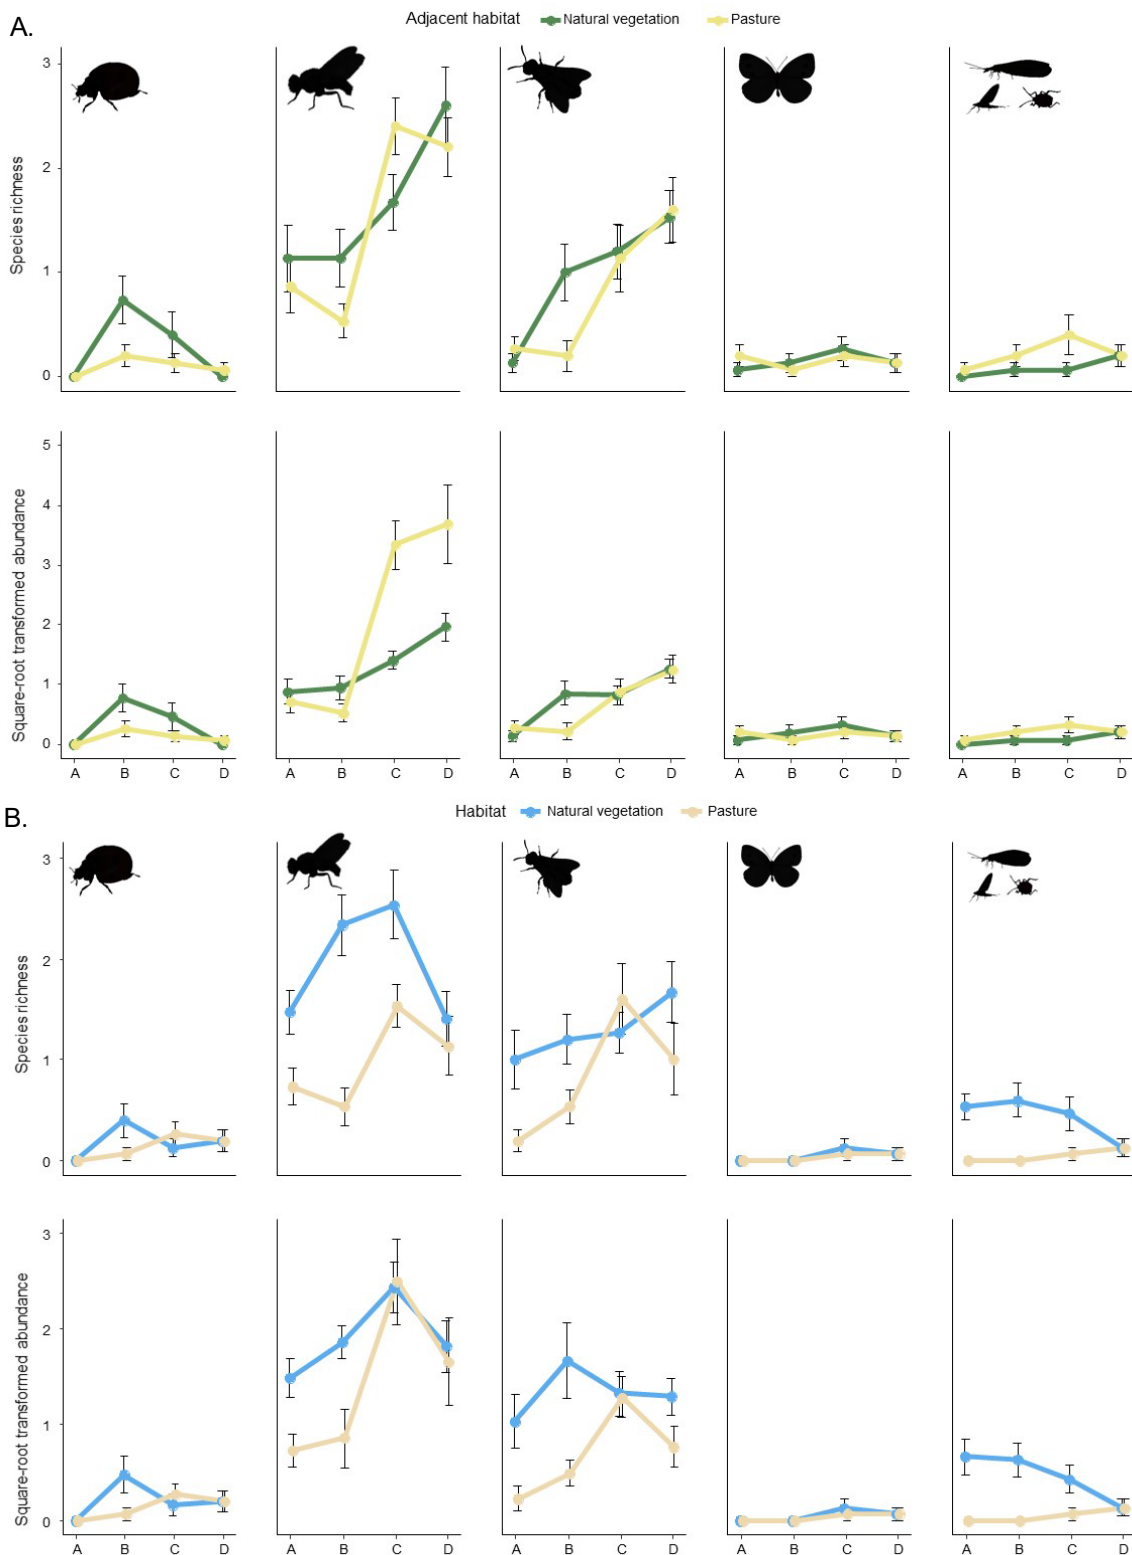 A.
Adjacent habitat Natural vegetation Pasture
Species richness
3
2
1
0
Square-root transformed abundance
5
4
3
2
1
0
A B C D A B C D A B C D A B C D A B C D
B.
Habitat Natural vegetation Pasture
Species richness
3
2
1
0
Square-root transformed abundance
3
2
1
0
A B C D A B C D A B C D A B C D A B C D